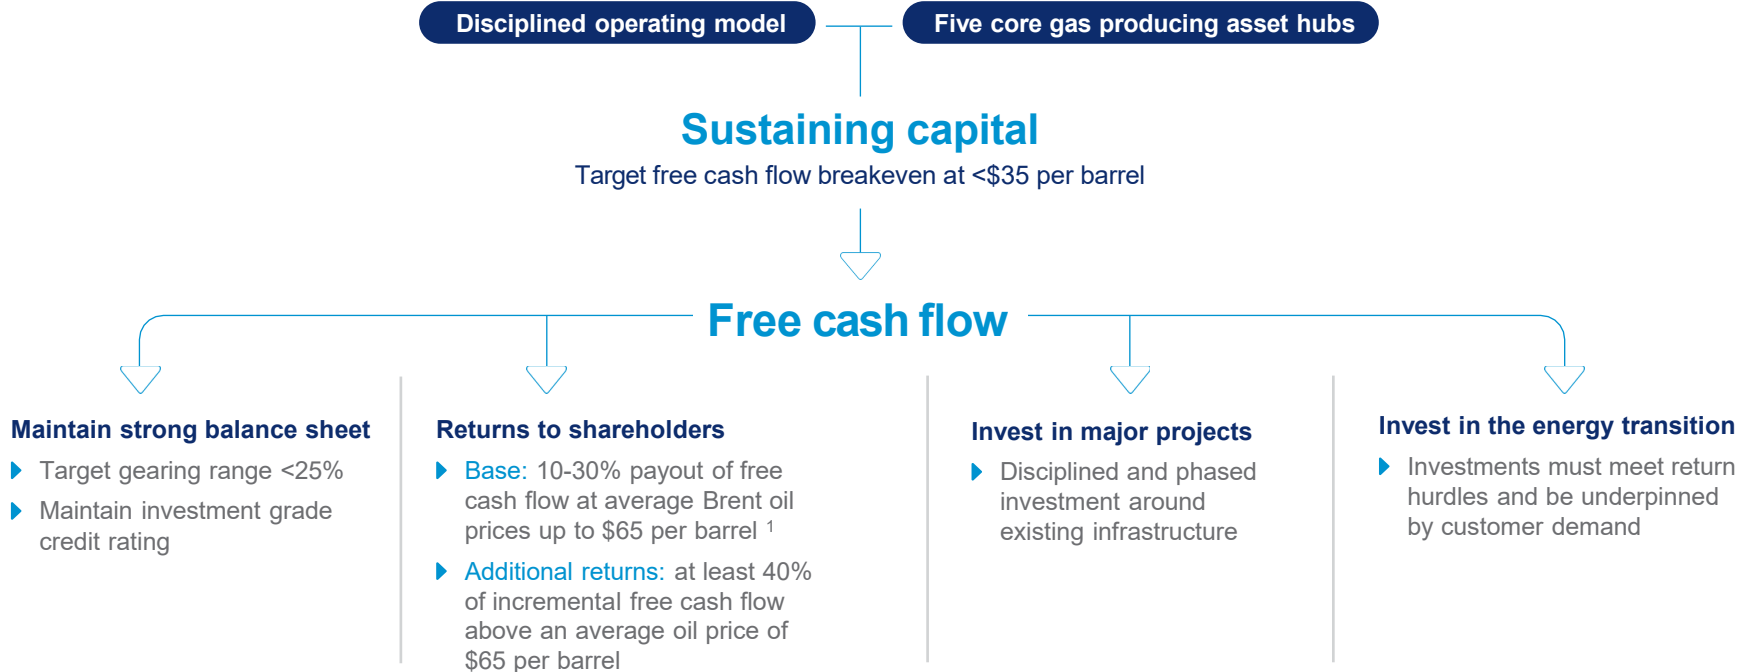 Disciplined operating model
Five core gas producing asset hubs
Sustaining capital
Target free cash flow breakeven at <$35 per barrel
Free cash flow
Maintain strong balance sheet
Target gearing range <25%
Maintain investment grade
credit rating
Returns to shareholders
Base: 10-30% payout of free
cash flow at average Brent oil
prices up to $65 per barrel 1
Additional returns: at least 40%
of incremental free cash flow
above an average oil price of
$65 per barrel
Invest in major projects
Disciplined and phased
investment around
existing infrastructure
Invest in the energy transition
Investments must meet return
hurdles and be underpinned
by customer demand